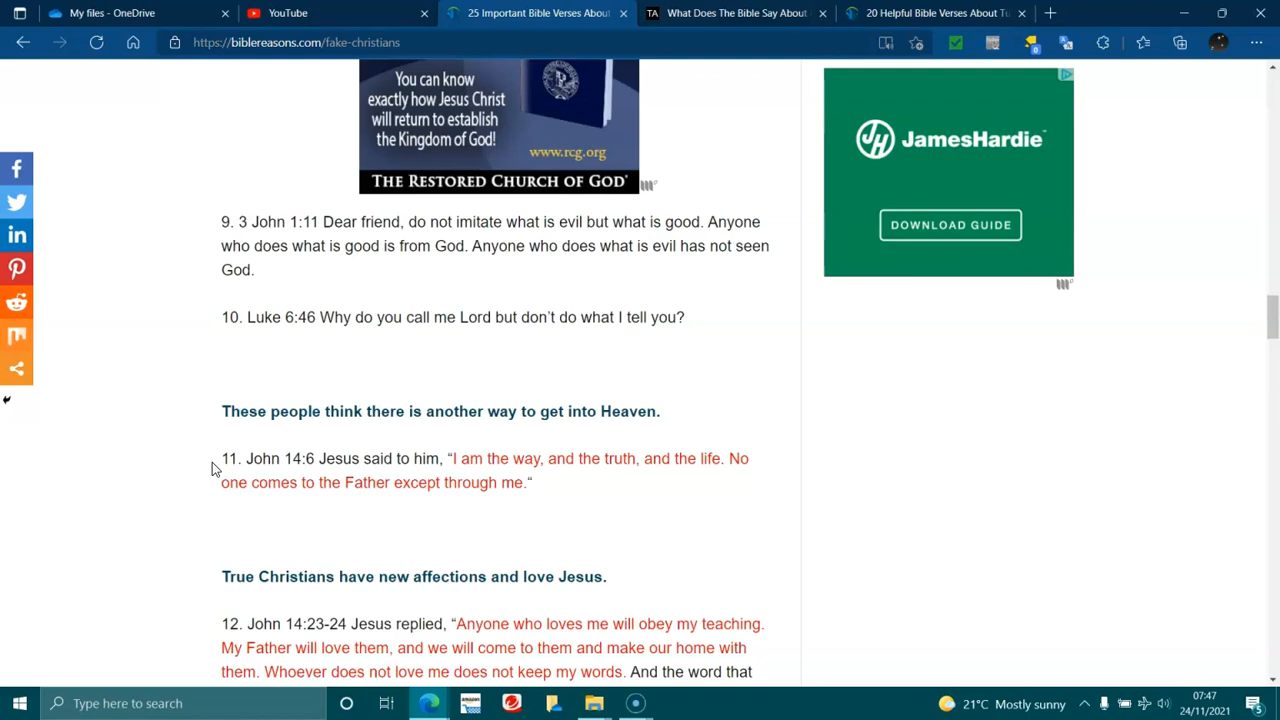 My files - OneDrive
YouTube
25 Important Bible Verses Abou
TA What Does The Bible Say About
20 Helpful Bible Verses About Tu
https://biblereasons.com/fake-christians
You can know
exactly how Jesus Christ
will return to establish
the Kingdom of God!
www.rcg.org
THE RESTORED CHURCH OF GOD®
JH JamesHardie™
DOWNLOAD GUIDE
9. 3 John 1:11 Dear friend, do not imitate what is evil but what is good. Anyone
who does what is good is from God. Anyone who does what is evil has not seen
God.
10. Luke 6:46 Why do you call me Lord but don’t do what I tell you?
These people think there is another way to get into Heaven.
11. John 14:6 Jesus said to him, “I am the way, and the truth, and the life. No
one comes to the Father except through me.“
True Christians have new affections and love Jesus.
12. John 14:23-24 Jesus replied, “Anyone who loves me will obey my teaching.
My Father will love them, and we will come to them and make our home with
them. Whoever does not love me does not keep my words. And the word that
Type here to search
21°C Mostly sunny
07:47
24/11/2021
5